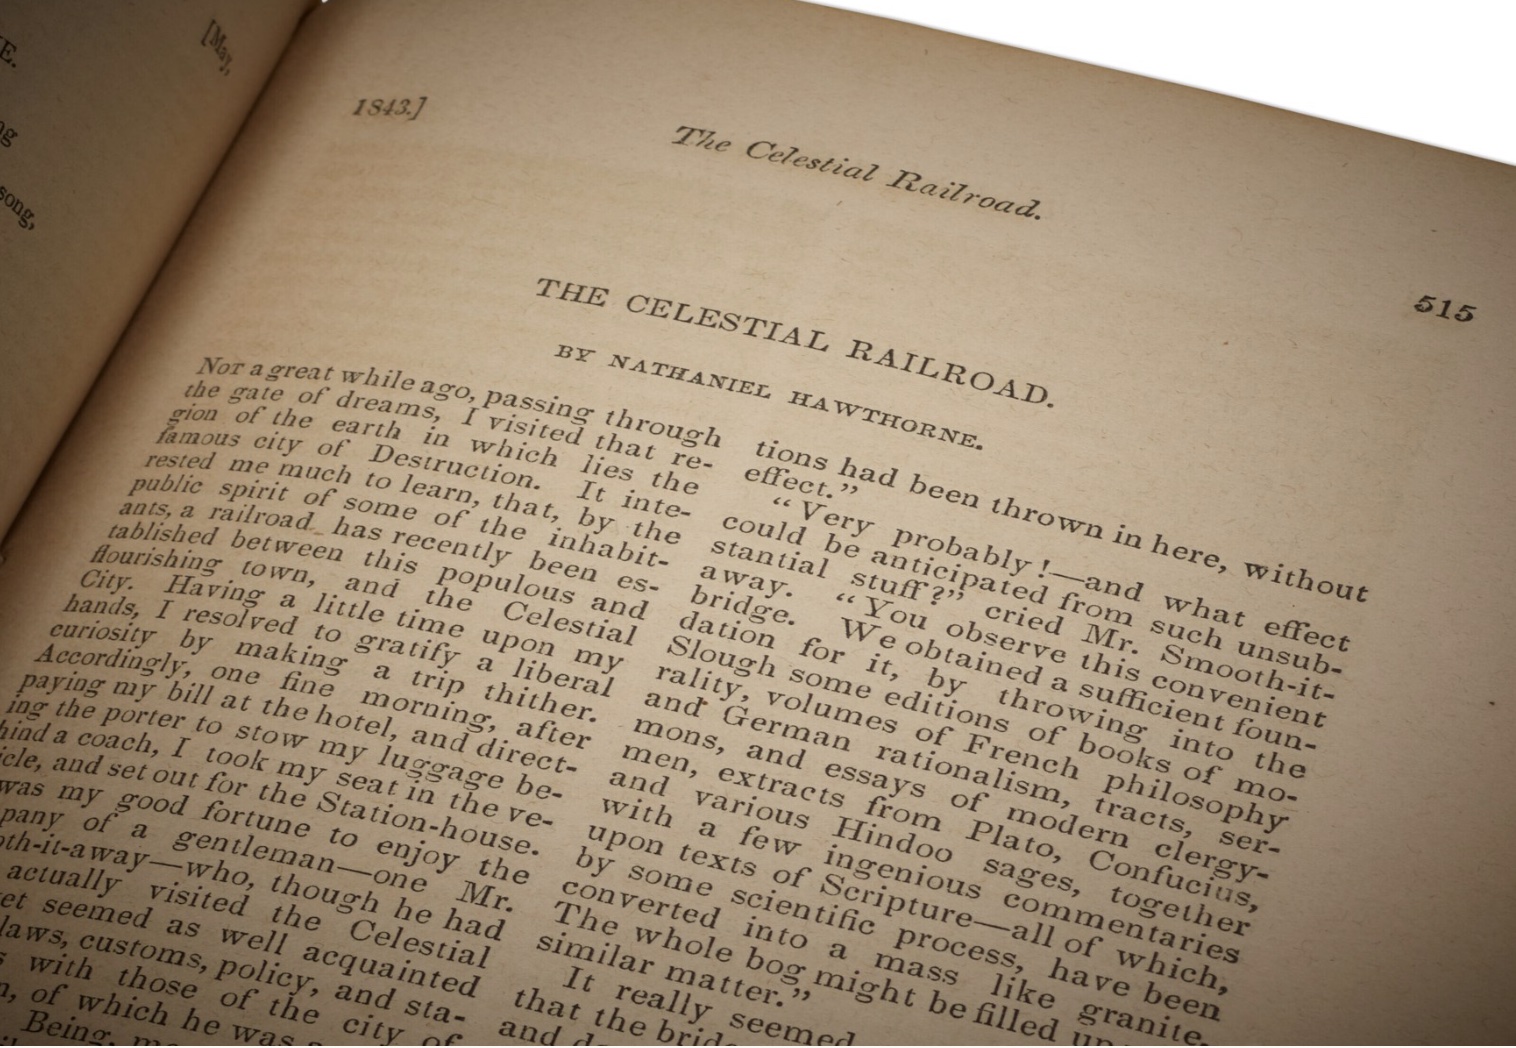 [May,
ng
song,
1843.]
The Celestial Railroad.
515
THE CELESTIAL RAILROAD.
BY NATHANIEL HAWTHORNE.
NOT a great while ago, passing through
the gate of dreams, I visited that re-
gion of the earth in which lies the
famous city of Destruction. It inte-
rested me much to learn, that, by the
public spirit of some of the inhabit-
ants, a railroad has recently been es-
tablished between this populous and
flourishing town, and the Celestial
City. Having a little time upon my
hands, I resolved to gratify a liberal
curiosity by making a trip thither.
Accordingly, one fine morning, after
paying my bill at the hotel, and direct-
ing the porter to stow my luggage be-
hind a coach, I took my seat in the ve-
icle, and set out for the Station-house.
was my good fortune to enjoy the
pany of a gentleman—one Mr.
oth-it-away—who, though he had
actually visited the Celestial
et seemed as well acquainted
laws, customs, policy, and sta-
s with those of the city of
n, of which he was a
Being,
tions had been thrown in here, without
effect."
"Very probably!—and what effect
could be anticipated from such unsub-
stantial stuff?" cried Mr. Smooth-it-
away. "You observe this convenient
bridge. We obtained a sufficient foun-
dation for it, by throwing into the
Slough some editions of books of mo-
rality, volumes of French philosophy
and German rationalism, tracts, ser-
mons, and essays of modern clergy-
men, extracts from Plato, Confucius,
and various Hindoo sages, together
with a few ingenious commentaries
upon texts of Scripture—all of which,
by some scientific process, have been
converted into a mass like granite.
The whole bog might be filled up
similar matter."
It really seemed
that the bridg
and d